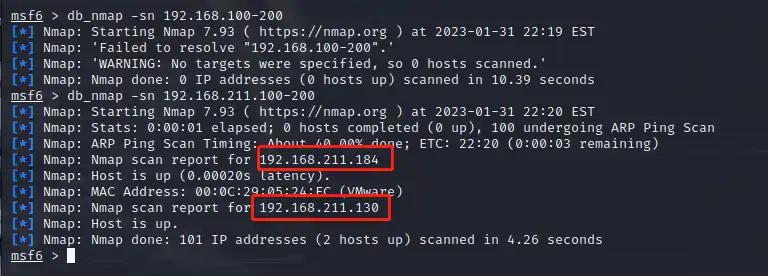 msf6 > db_nmap -sn 192.168.100-200
[*] Nmap: Starting Nmap 7.93 ( https://nmap.org ) at 2023-01-31 22:19 EST
[*] Nmap: 'Failed to resolve "192.168.100-200".'
[*] Nmap: 'WARNING: No targets were specified, so 0 hosts scanned.'
[*] Nmap: Nmap done: 0 IP addresses (0 hosts up) scanned in 10.39 seconds
msf6 > db_nmap -sn 192.168.211.100-200
[*] Nmap: Starting Nmap 7.93 ( https://nmap.org ) at 2023-01-31 22:20 EST
[*] Nmap: Stats: 0:00:01 elapsed; 0 hosts completed (0 up), 100 undergoing ARP Ping Scan
[*] Nmap: ARP Ping Scan Timing: About 40.00% done; ETC: 22:20 (0:00:03 remaining)
[*] Nmap: Nmap scan report for 192.168.211.184
[*] Nmap: Host is up (0.00020s latency).
[*] Nmap: MAC Address: 00:0C:29:05:24:FC (VMware)
[*] Nmap: Nmap scan report for 192.168.211.130
[*] Nmap: Host is up.
[*] Nmap: Nmap done: 101 IP addresses (2 hosts up) scanned in 4.26 seconds
msf6 >